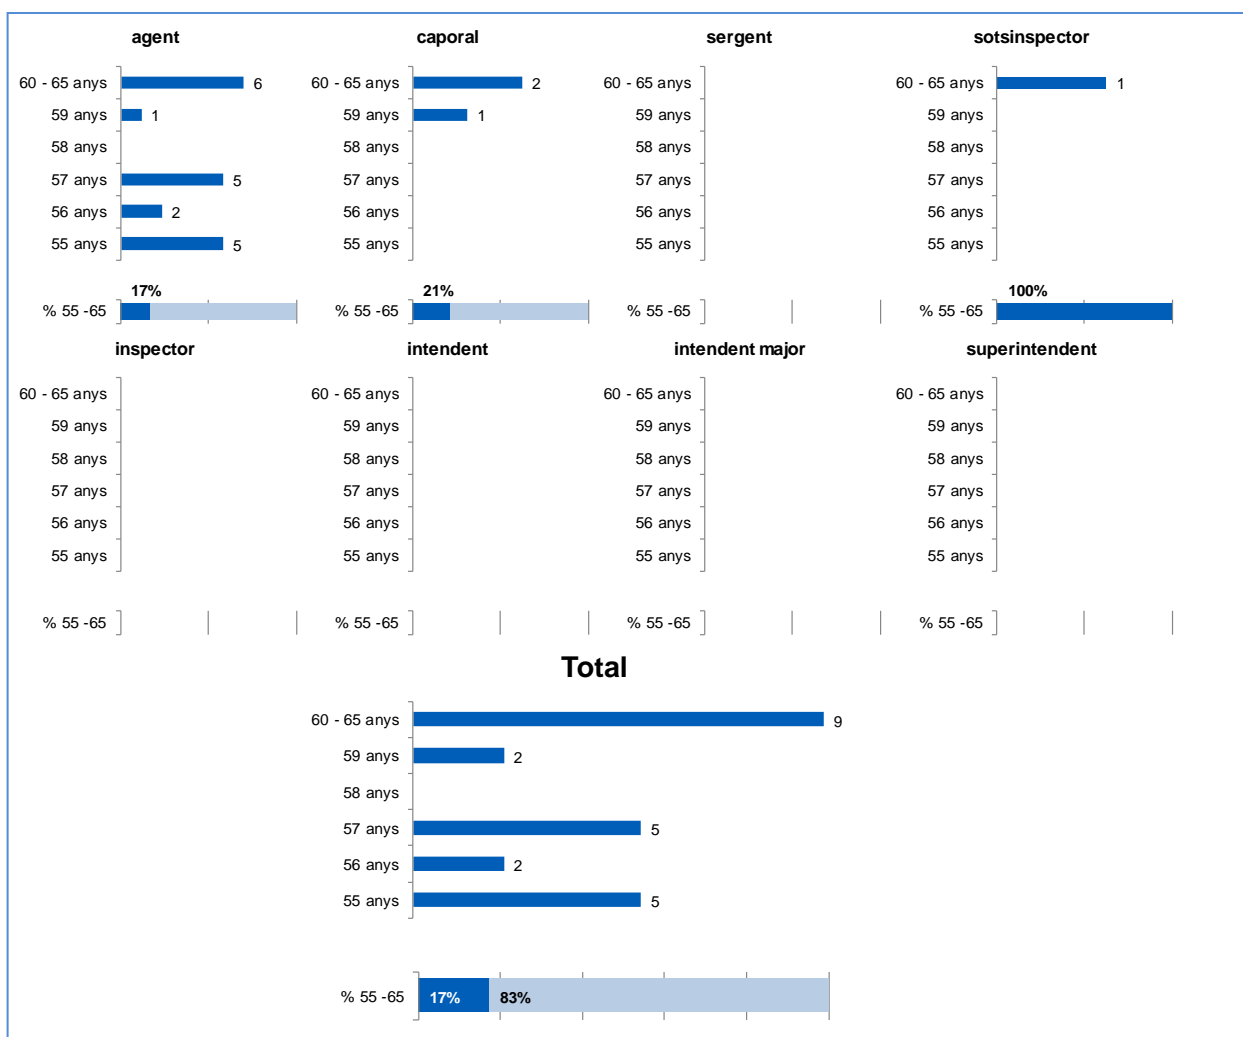 agent
60 - 65 anys 6
59 anys 1
58 anys
57 anys 5
56 anys 2
55 anys 5
17%
% 55 -65
caporal
60 - 65 anys 2
59 anys 1
58 anys
57 anys
56 anys
55 anys
21%
% 55 -65
sergent
60 - 65 anys
59 anys
58 anys
57 anys
56 anys
55 anys
% 55 -65
sotsinspector
60 - 65 anys 1
59 anys
58 anys
57 anys
56 anys
55 anys
100%
% 55 -65
inspector
60 - 65 anys
59 anys
58 anys
57 anys
56 anys
55 anys
% 55 -65
intendent
60 - 65 anys
59 anys
58 anys
57 anys
56 anys
55 anys
% 55 -65
intendent major
60 - 65 anys
59 anys
58 anys
57 anys
56 anys
55 anys
% 55 -65
superintendent
60 - 65 anys
59 anys
58 anys
57 anys
56 anys
55 anys
% 55 -65
Total
60 - 65 anys 9
59 anys 2
58 anys
57 anys 5
56 anys 2
55 anys 5
% 55 -65 17% 83%